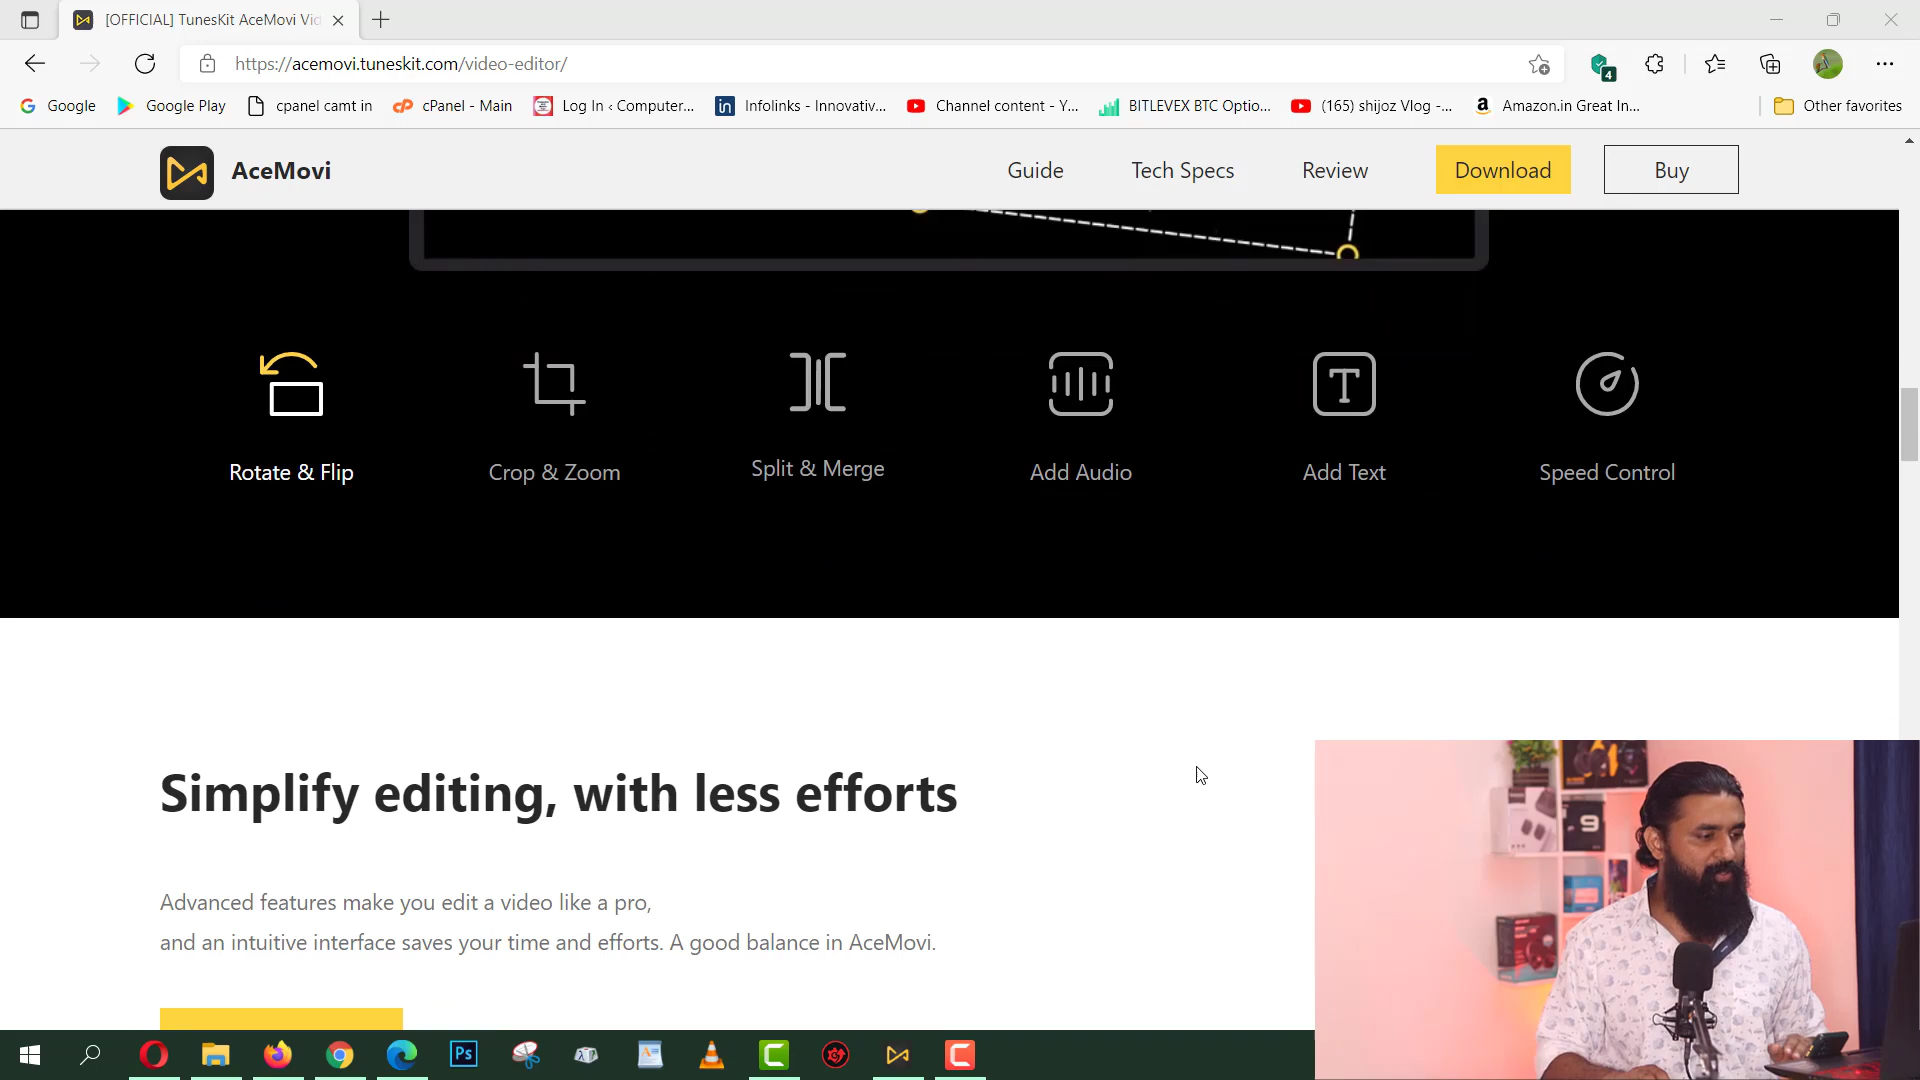 [OFFICIAL] TunesKit AceMovi Vid
https://acemovi.tuneskit.com/video-editor/
4
Google
Google Play
cpanel camt in
cPanel - Main
Log In ‹ Computer...
Infolinks - Innovativ...
Channel content - Y...
BITLEVEX BTC Optio...
(165) shijoz Vlog -...
Amazon.in Great In...
Other favorites
AceMovi
Guide
Tech Specs
Review
Download
Buy
Rotate & Flip
Crop & Zoom
Split & Merge
Add Audio
Add Text
Speed Control
Simplify editing, with less efforts
Advanced features make you edit a video like a pro,
and an intuitive interface saves your time and efforts. A good balance in AceMovi.
Ps